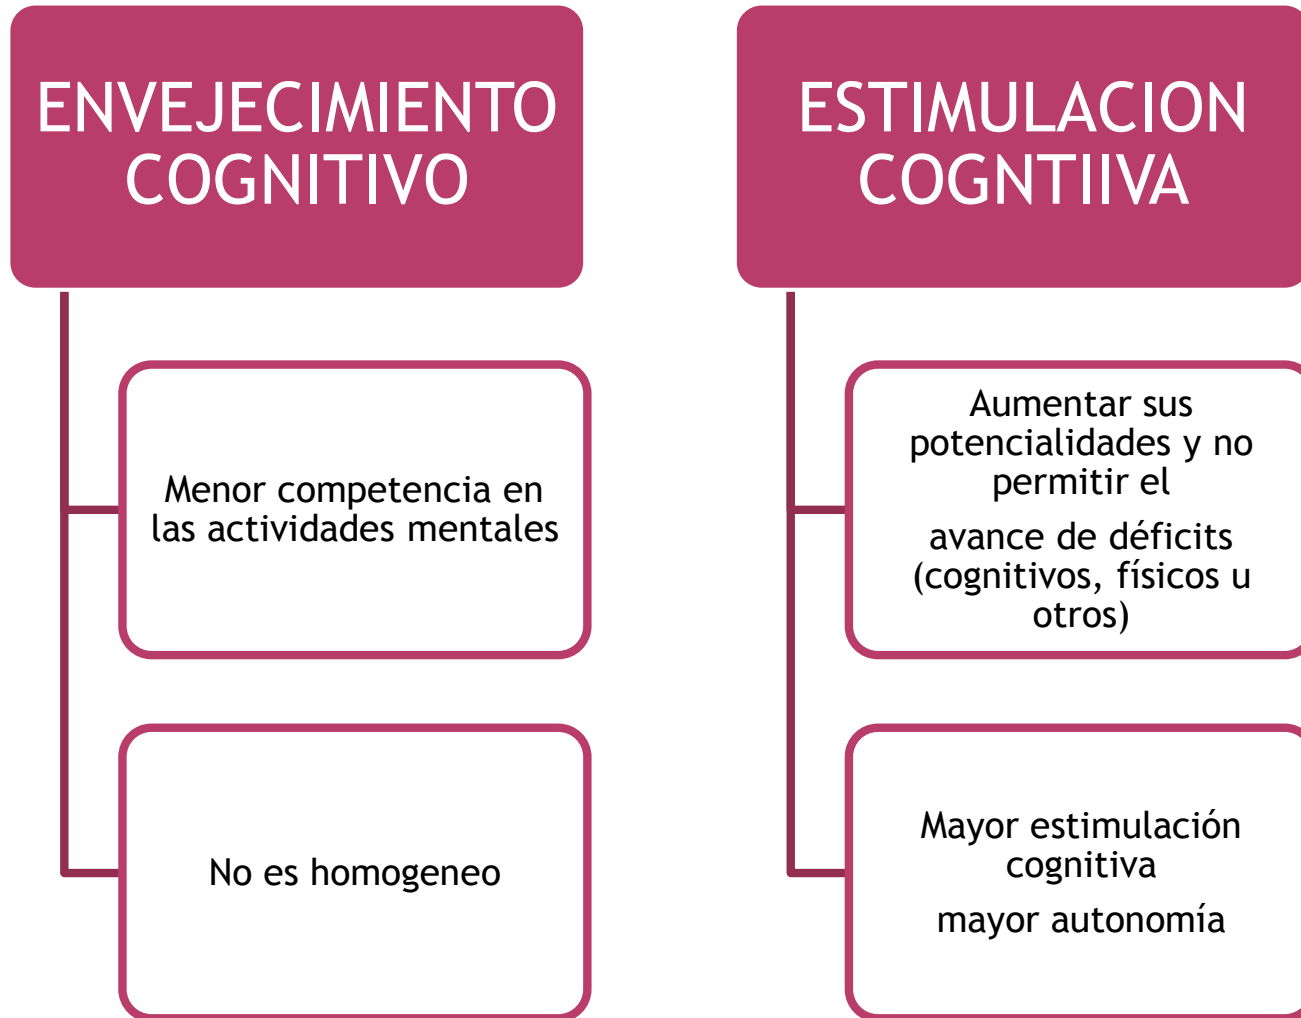 ENVEJECIMIENTO
COGNITIVO
Menor competencia en
las actividades mentales
No es homogeneo
ESTIMULACION
COGNTIIVA
Aumentar sus
potencialidades y no
permitir el
avance de déficits
(cognitivos, físicos u
otros)
Mayor estimulación
cognitiva
mayor autonomía